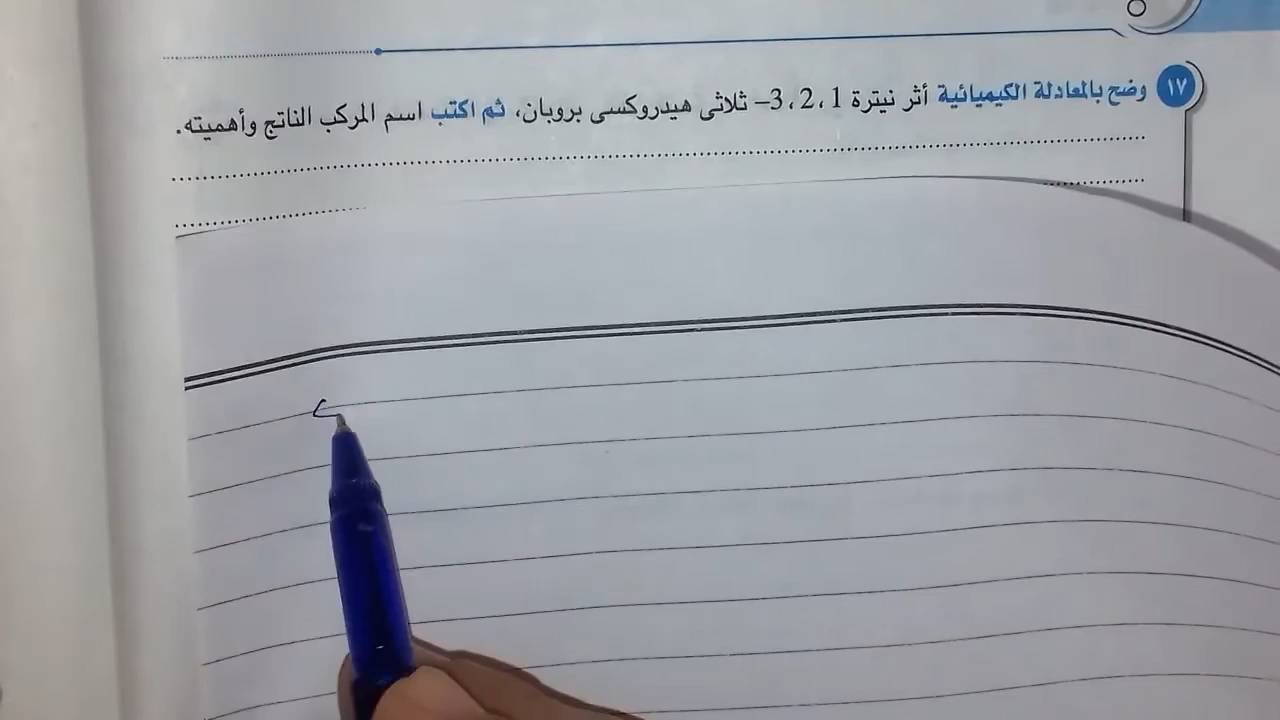 ١٧ وضح بالمعادلة الكيميائية أثر نيترة 1، 2، 3- ثلاثى هيدروكسى بروبان، ثم اكتب اسم المركب الناتج وأهميته.